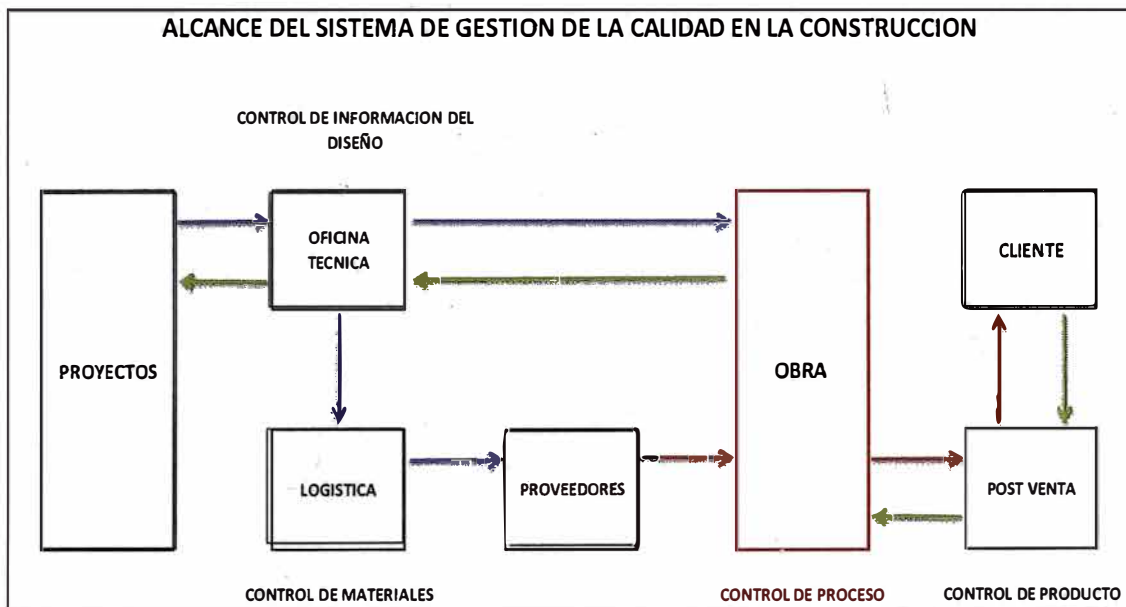 ALCANCE DEL SISTEMA DE GESTION DE LA CALIDAD EN LA CONSTRUCCION
CONTROL DE INFORMACION DEL
DISEÑO
PROYECTOS
OFICINA
TECNICA
OBRA
CLIENTE
LOGISTICA
PROVEEDORES
POST VENTA
CONTROL DE MATERIALES
CONTROL DE PROCESO
CONTROL DE PRODUCTO